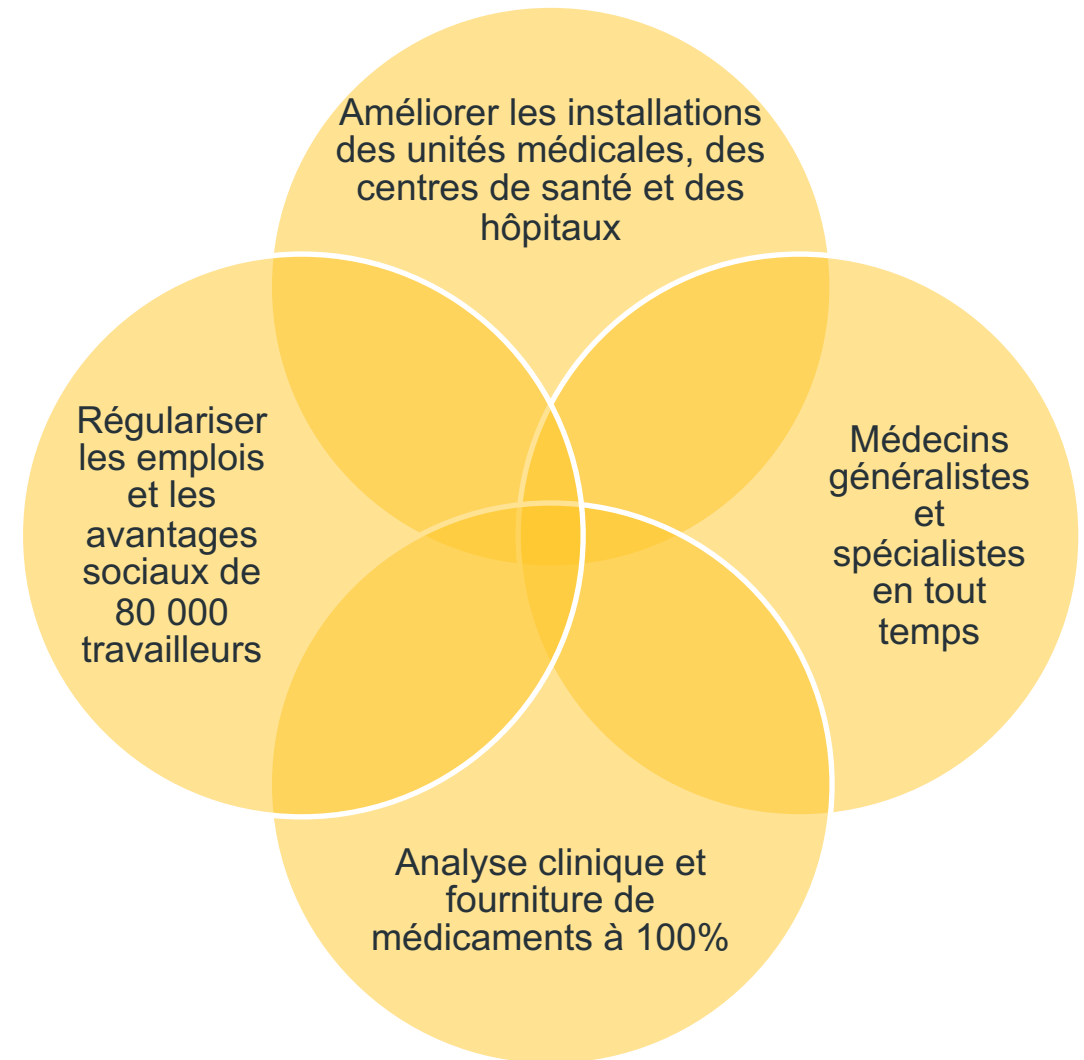 Améliorer les installations
des unités médicales, des
centres de santé et des
hôpitaux
Régulariser
les emplois
et les
avantages
sociaux de
80 000
travailleurs
Médecins
généralistes
et
spécialistes
en tout
temps
Analyse clinique et
fourniture de
médicaments à 100%